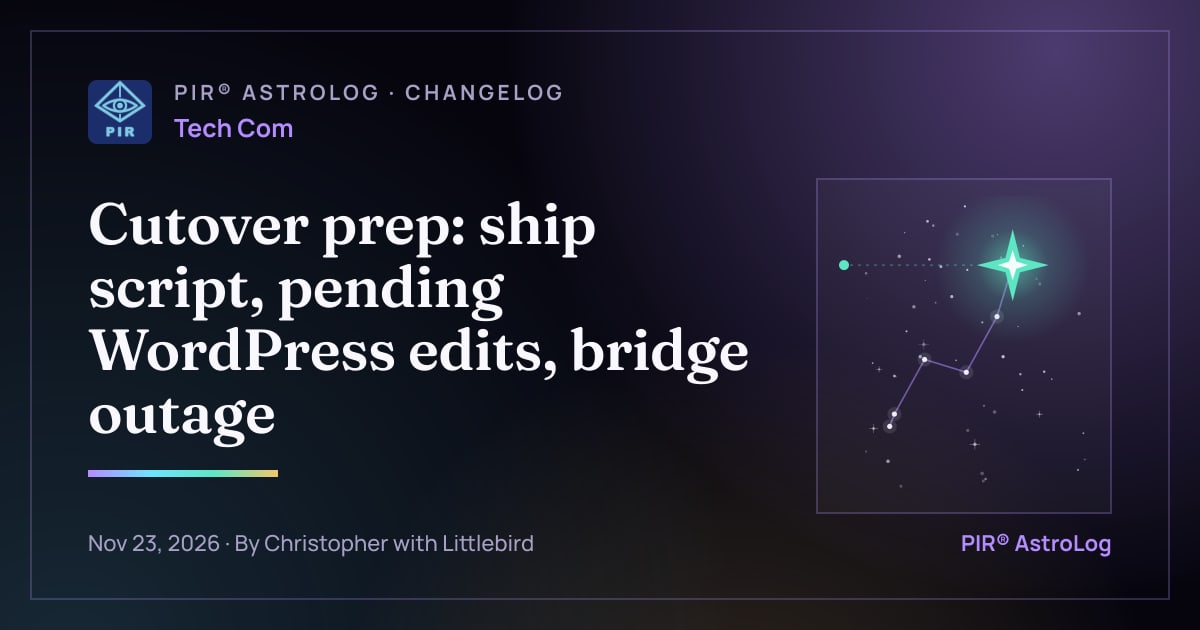 PIR
PIR® ASTROLOG · CHANGELOG
Tech Com
Cutover prep: ship
script, pending
WordPress edits, bridge
outage
Nov 23, 2026 · By Christopher with Littlebird
PIR® AstroLog